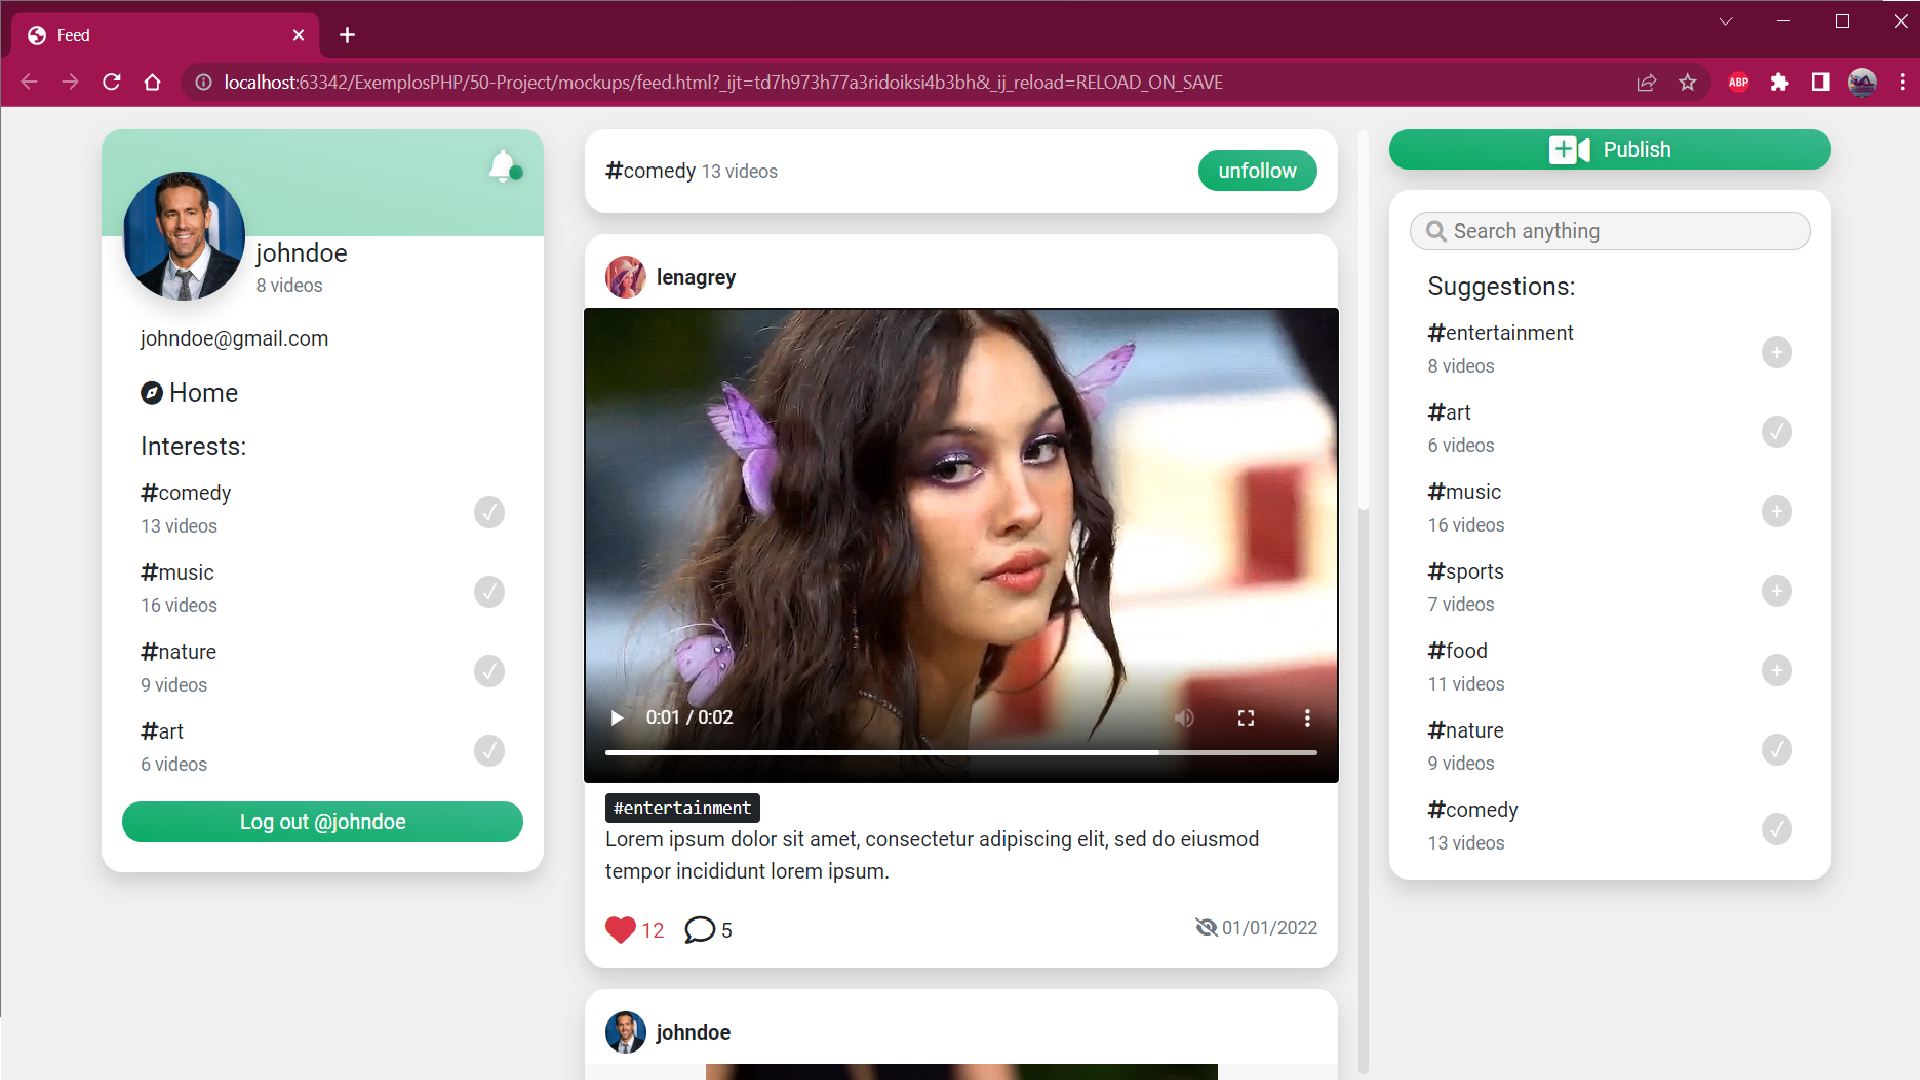 Feed
localhost:63342/ExemplosPHP/50-Project/mockups/feed.html?_ijt=td7h973h77a3ridoiksi4b3bh&_ij_reload=RELOAD_ON_SAVE
ABP
johndoe
8 videos
johndoe@gmail.com
Home
Interests:
#comedy
13 videos
#music
16 videos
#nature
9 videos
#art
6 videos
Log out @johndoe
#comedy 13 videos
unfollow
lenagrey
0:01 / 0:02
#entertainment
Lorem ipsum dolor sit amet, consectetur adipiscing elit, sed do eiusmod
tempor incididunt lorem ipsum.
12
5
01/01/2022
johndoe
Publish
Search anything
Suggestions:
#entertainment
8 videos
#art
6 videos
#music
16 videos
#sports
7 videos
#food
11 videos
#nature
9 videos
#comedy
13 videos